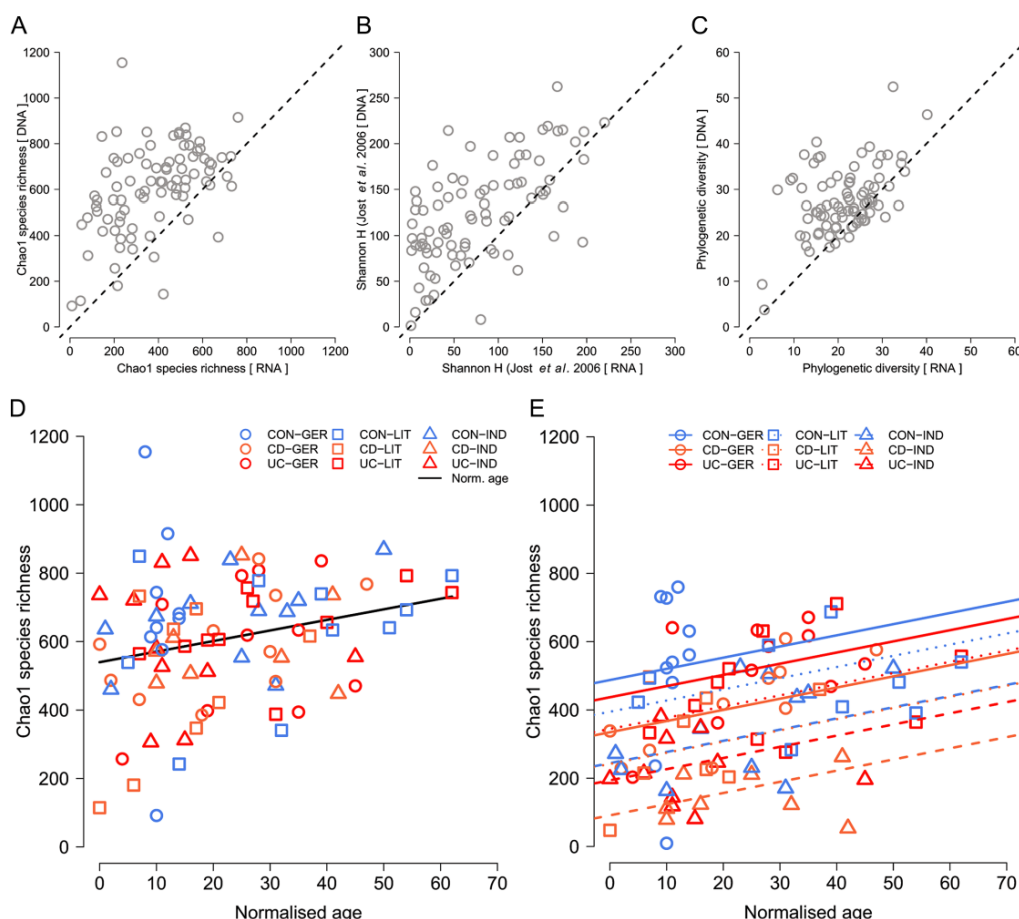 A
B
C
1200
1000
800
600
400
200
0
Chao1 species richness [ DNA ]
0 200 400 600 800 1000 1200
Chao1 species richness [ RNA ]
300
250
200
150
100
50
0
Shannon H (Jost et al. 2006 [ DNA ]
0 50 100 150 200 250 300
Shannon H (Jost et al. 2006 [ RNA ]
60
50
40
30
20
10
0
Phylogenetic diversity [ DNA ]
0 10 20 30 40 50 60
Phylogenetic diversity [ RNA ]
D
CON−GER CON−LIT CON−IND
CD−GER CD−LIT CD−IND
UC−GER UC−LIT UC−IND
Norm. age
1200
1000
800
600
400
200
0
Chao1 species richness
0 10 20 30 40 50 60 70
Normalised age
E
CON−GER CON−LIT CON−IND
CD−GER CD−LIT CD−IND
UC−GER UC−LIT UC−IND
1200
1000
800
600
400
200
0
Chao1 species richness
0 10 20 30 40 50 60 70
Normalised age